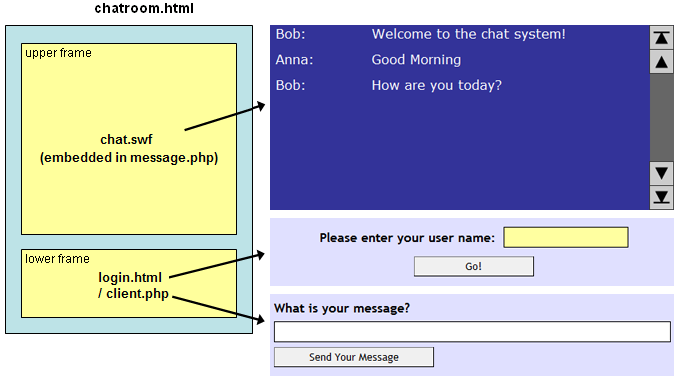 chatroom.html
upper frame
chat.swf
(embedded in message.php)
lower frame
login.html
/ client.php
Bob: Welcome to the chat system!
Anna: Good Morning
Bob: How are you today?
Please enter your user name:
Go!
What is your message?
Send Your Message